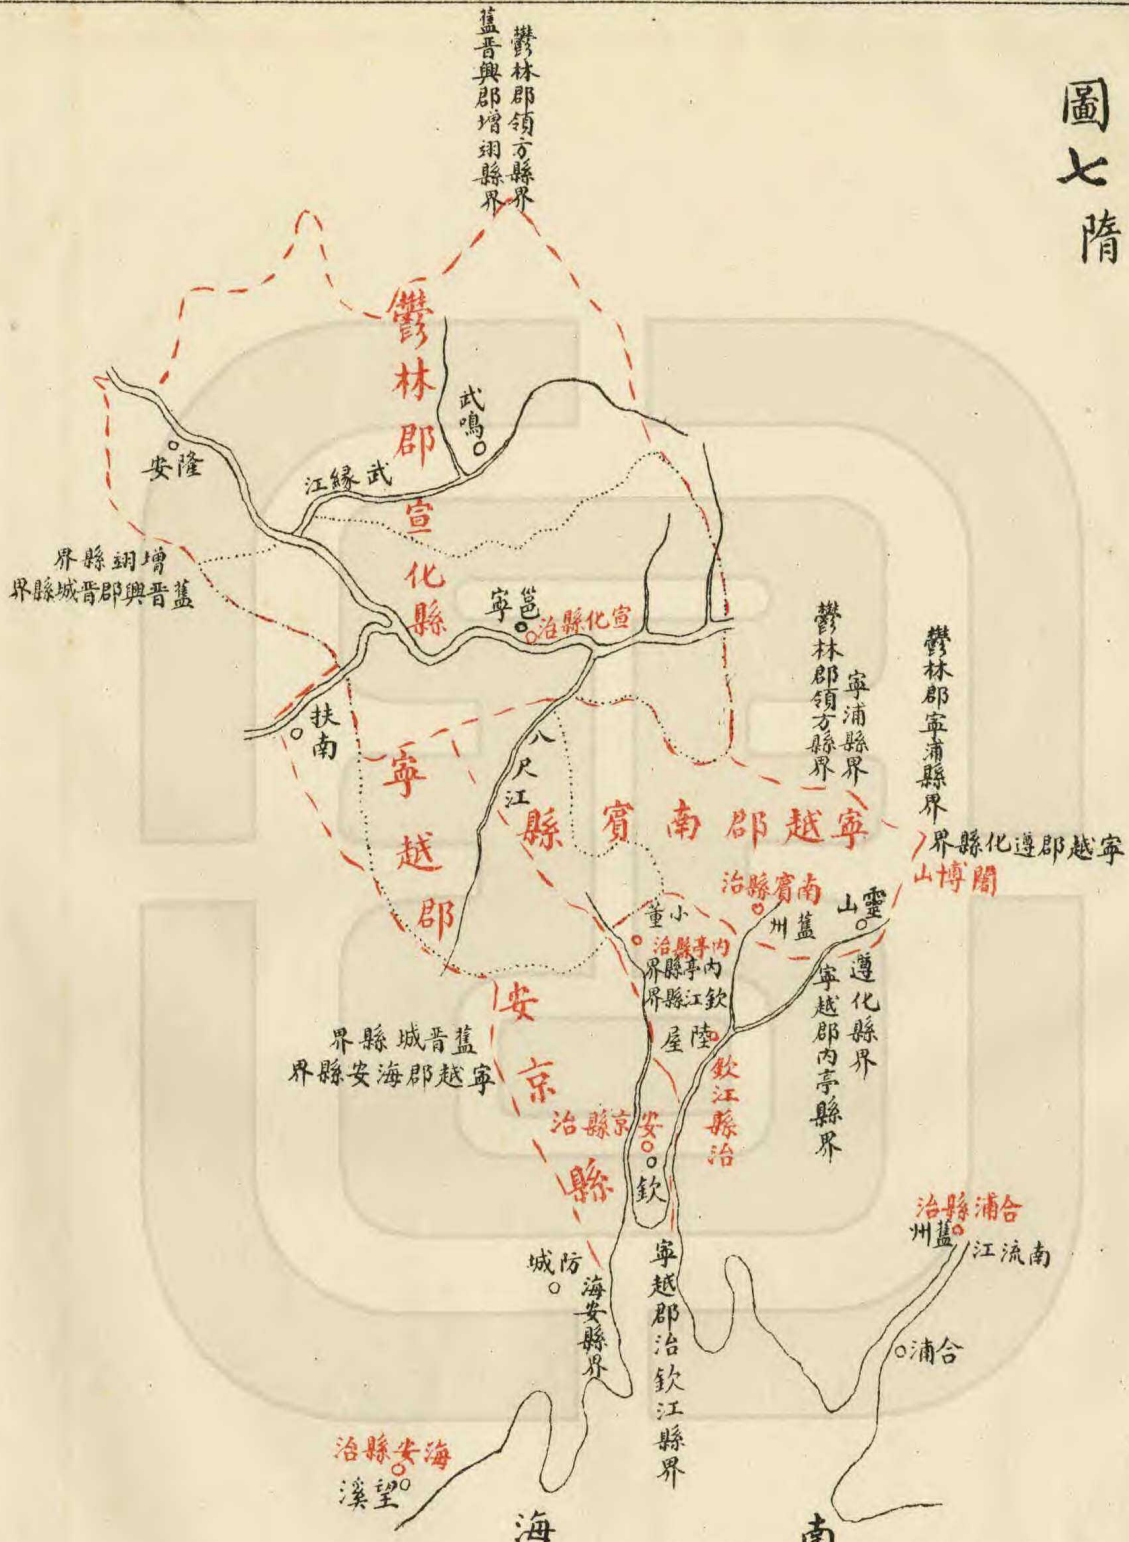 圖七 隋
鬱林郡領方縣界
舊晉興郡增翊縣界
鬱林郡宣化縣
武鳴
隆安
武緣江
增翊縣界
舊晉興郡晉城縣界
邕寧
宣化縣治
扶南
八尺江
寧越郡安京縣
寧越郡南賓縣
寧浦縣界
鬱林郡領方縣界
鬱林郡寧浦縣界
寧越郡遵化縣界
闇博山
南賓縣治
舊州
靈山
小董
內亭縣治
內亭縣界
欽江縣界
陸屋
欽江縣治
遵化縣界
寧越郡內亭縣界
舊晉城縣界
寧越郡海安縣界
安京縣治
欽
防城
海安縣界
寧越郡治欽江縣界
合浦縣治
舊州
南流江
合浦
海安縣治
望溪
南海